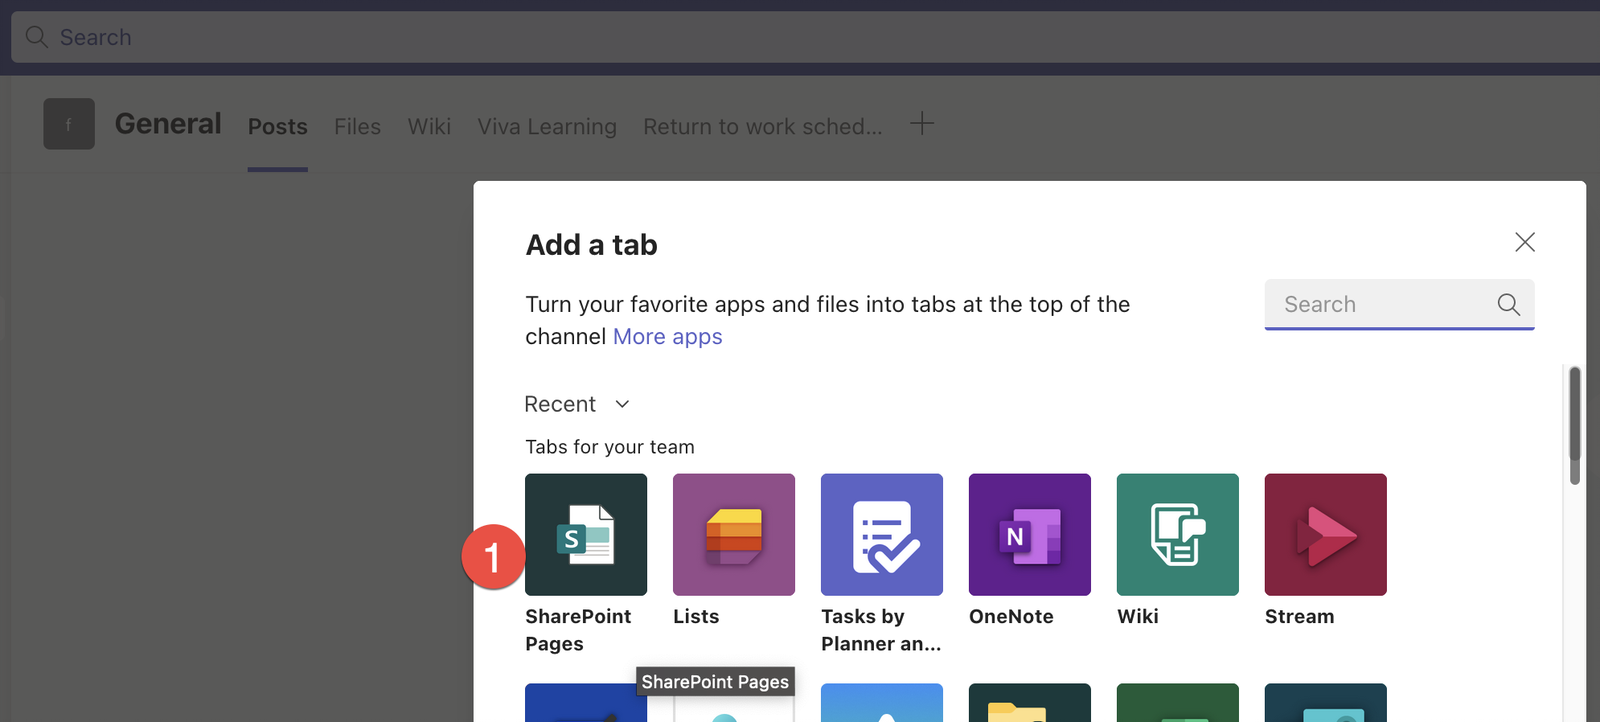 Search
f
General Posts Files Wiki Viva Learning Return to work sched...
Add a tab
Turn your favorite apps and files into tabs at the top of the
channel More apps
Search
Recent
Tabs for your team
S
N
1
SharePoint Pages
Lists
Tasks by Planner an...
OneNote
Wiki
Stream
SharePoint Pages